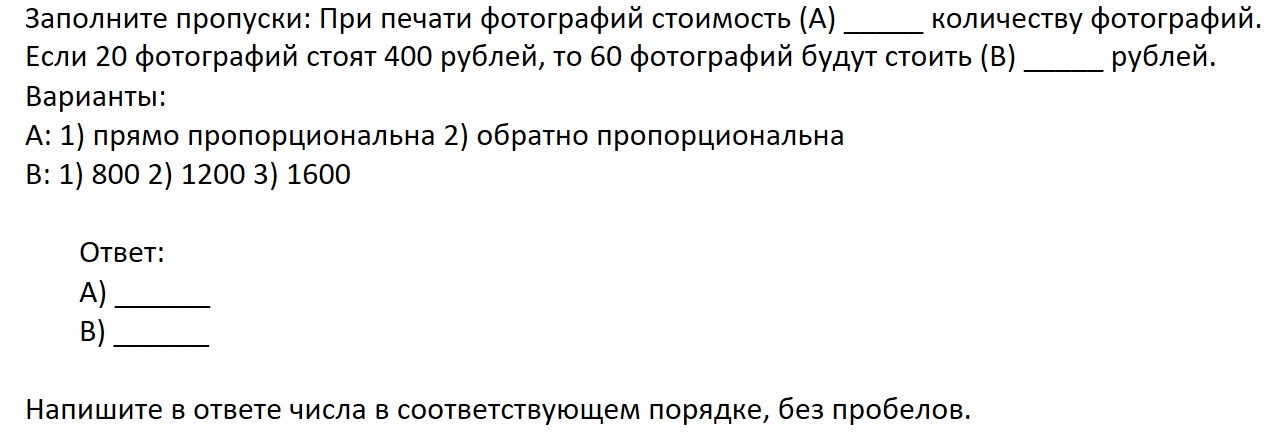 Заполните пропуски: При печати фотографий стоимость (А) _____ количеству фотографий.
Если 20 фотографий стоят 400 рублей, то 60 фотографий будут стоить (В) _____ рублей.
Варианты:
А: 1) прямо пропорциональна 2) обратно пропорциональна
В: 1) 800 2) 1200 3) 1600
Ответ:
А) ______
В) ______
Напишите в ответе числа в соответствующем порядке, без пробелов.